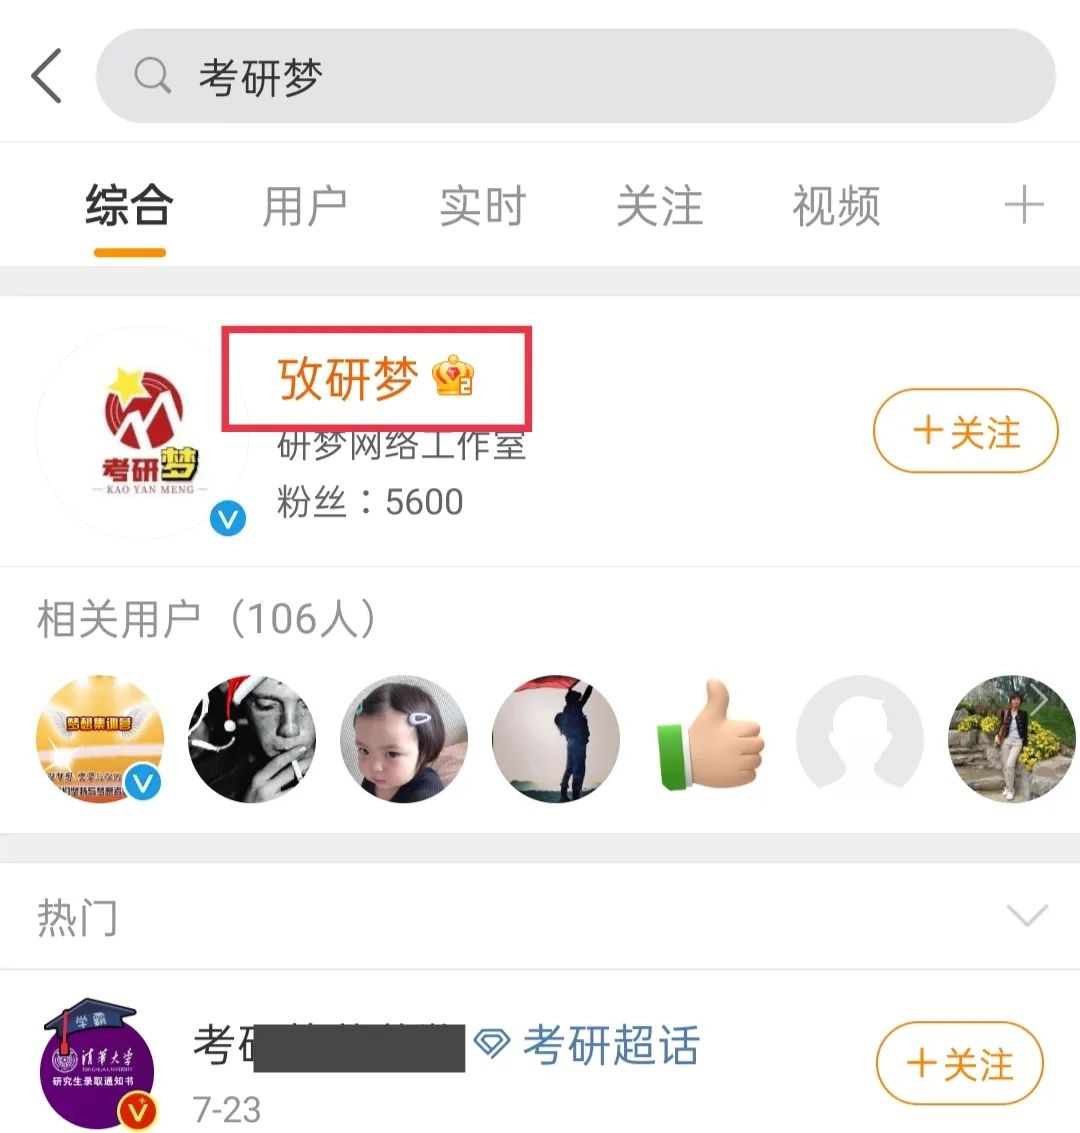 考研梦
综合 用户 实时 关注 视频
攷研梦
考研梦
KAO YAN MENG
研梦网络工作室
粉丝：5600
+关注
相关用户（106人）
梦想集训营
热门
学霸
清华大学
TSINGHUA UNIVERSITY
研究生录取通知书
考研
考研超话
7-23
+关注